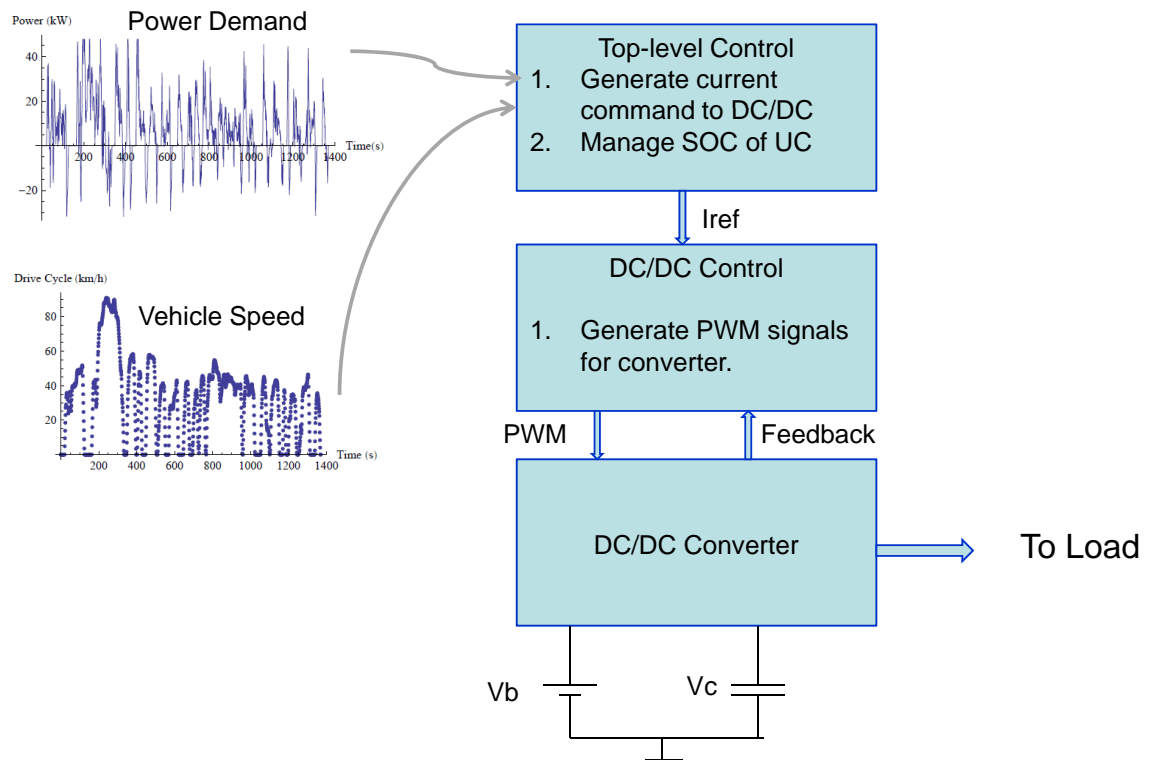 Power Demand
Power (kW)
40
20
-20
200 400 600 800 1000 1200 1400
Time(s)
Drive Cycle (km/h)
Vehicle Speed
80
60
40
20
200 400 600 800 1000 1200 1400
Time (s)
Top-level Control
1. Generate current
command to DC/DC
2. Manage SOC of UC
Iref
DC/DC Control
1. Generate PWM signals
for converter.
PWM
Feedback
DC/DC Converter
To Load
Vb
Vc